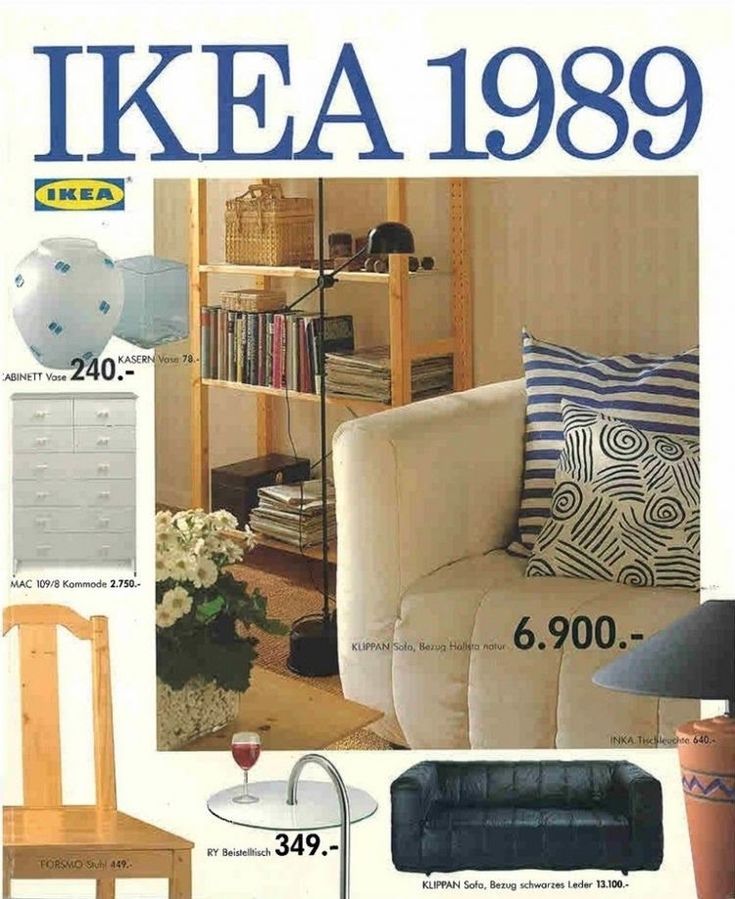 IKEA 1989
IKEA®
KASERN Vase 78.-
ABINETT Vase 240.-
MAC 109/8 Kommode 2.750.-
KLIPPAN Sofa, Bezug Hallsta natur 6.900.-
INKA Tischleuchte 640.-
RY Beistelltisch 349.-
FORSMO Stuhl 449.-
KLIPPAN Sofa, Bezug schwarzes Leder 13.100.-